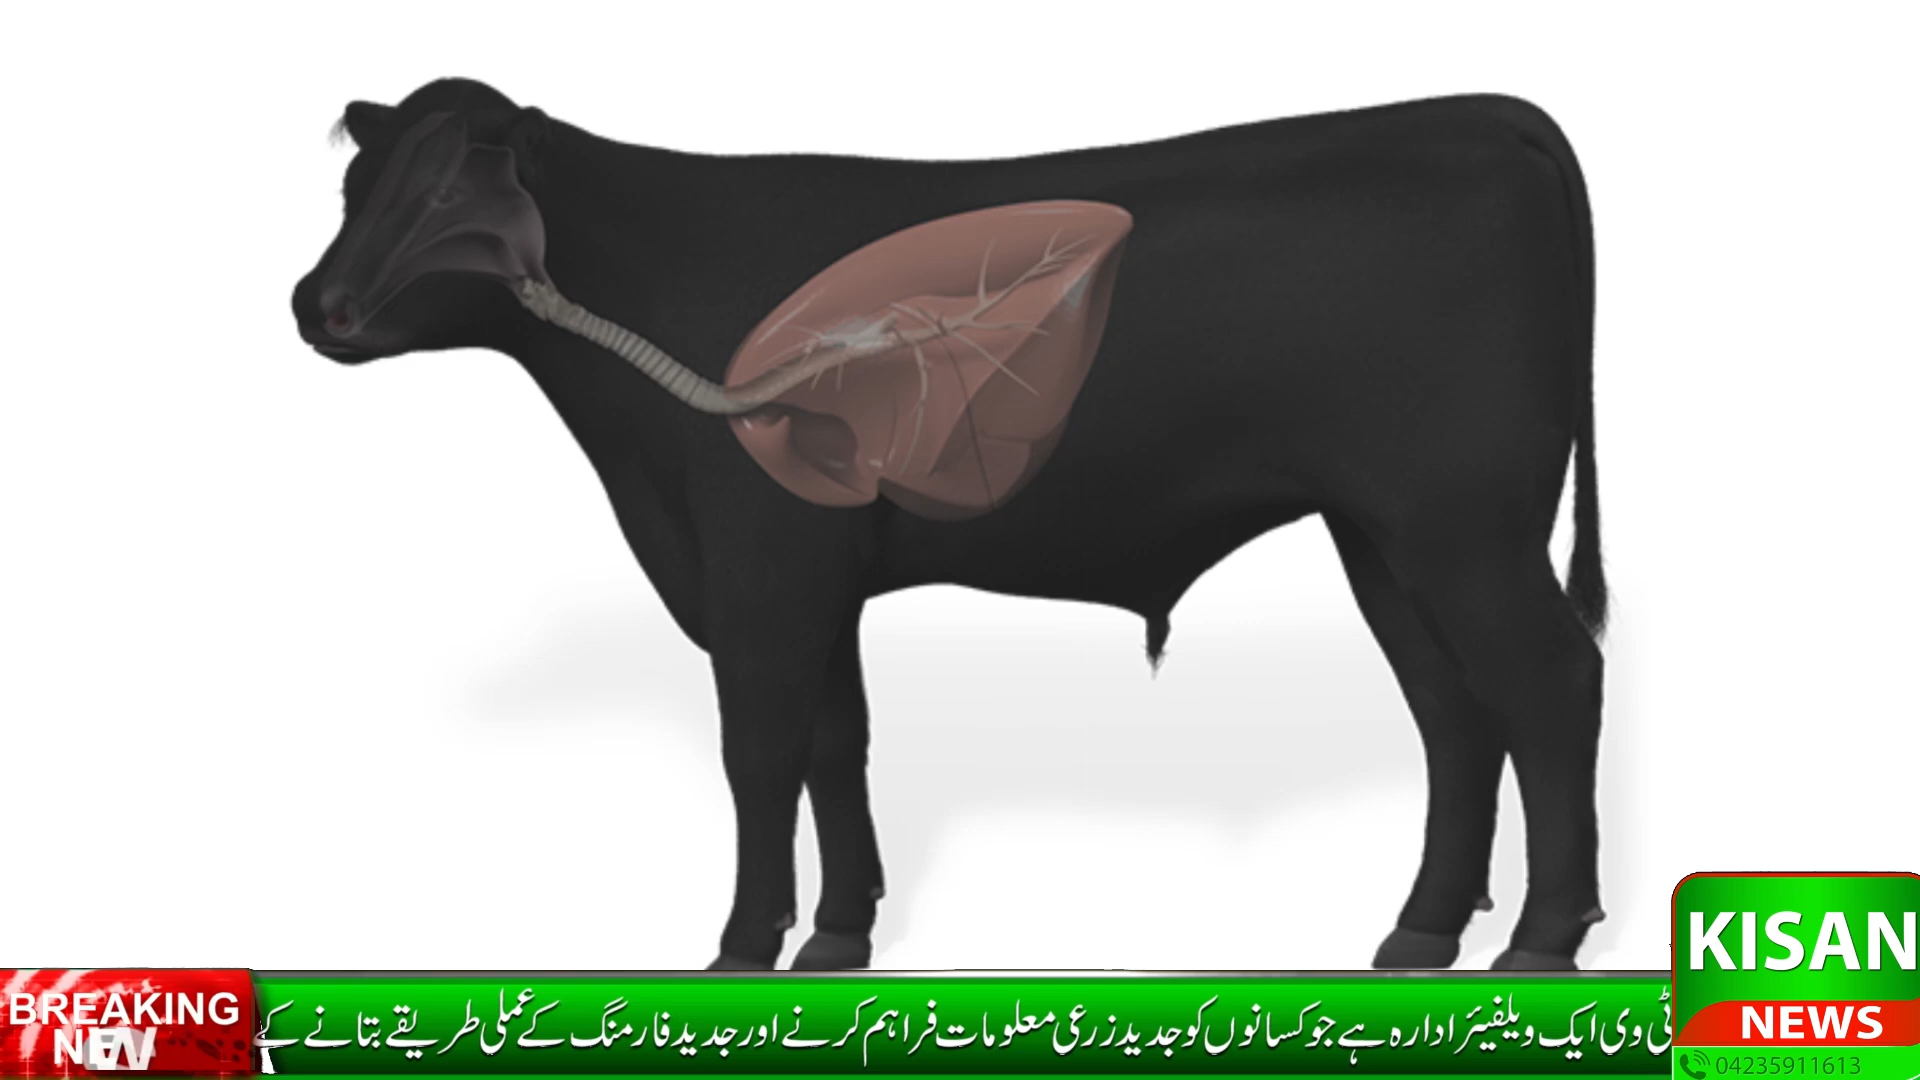 BREAKING
NEW
ٹی وی ایک ویلفیئر ادارہ ہے جو کسانوں کو جدید زرعی معلومات فراہم کرنے اور جدید فارمنگ کے عملی طریقے بتانے کے
KISAN
NEWS
04235911613